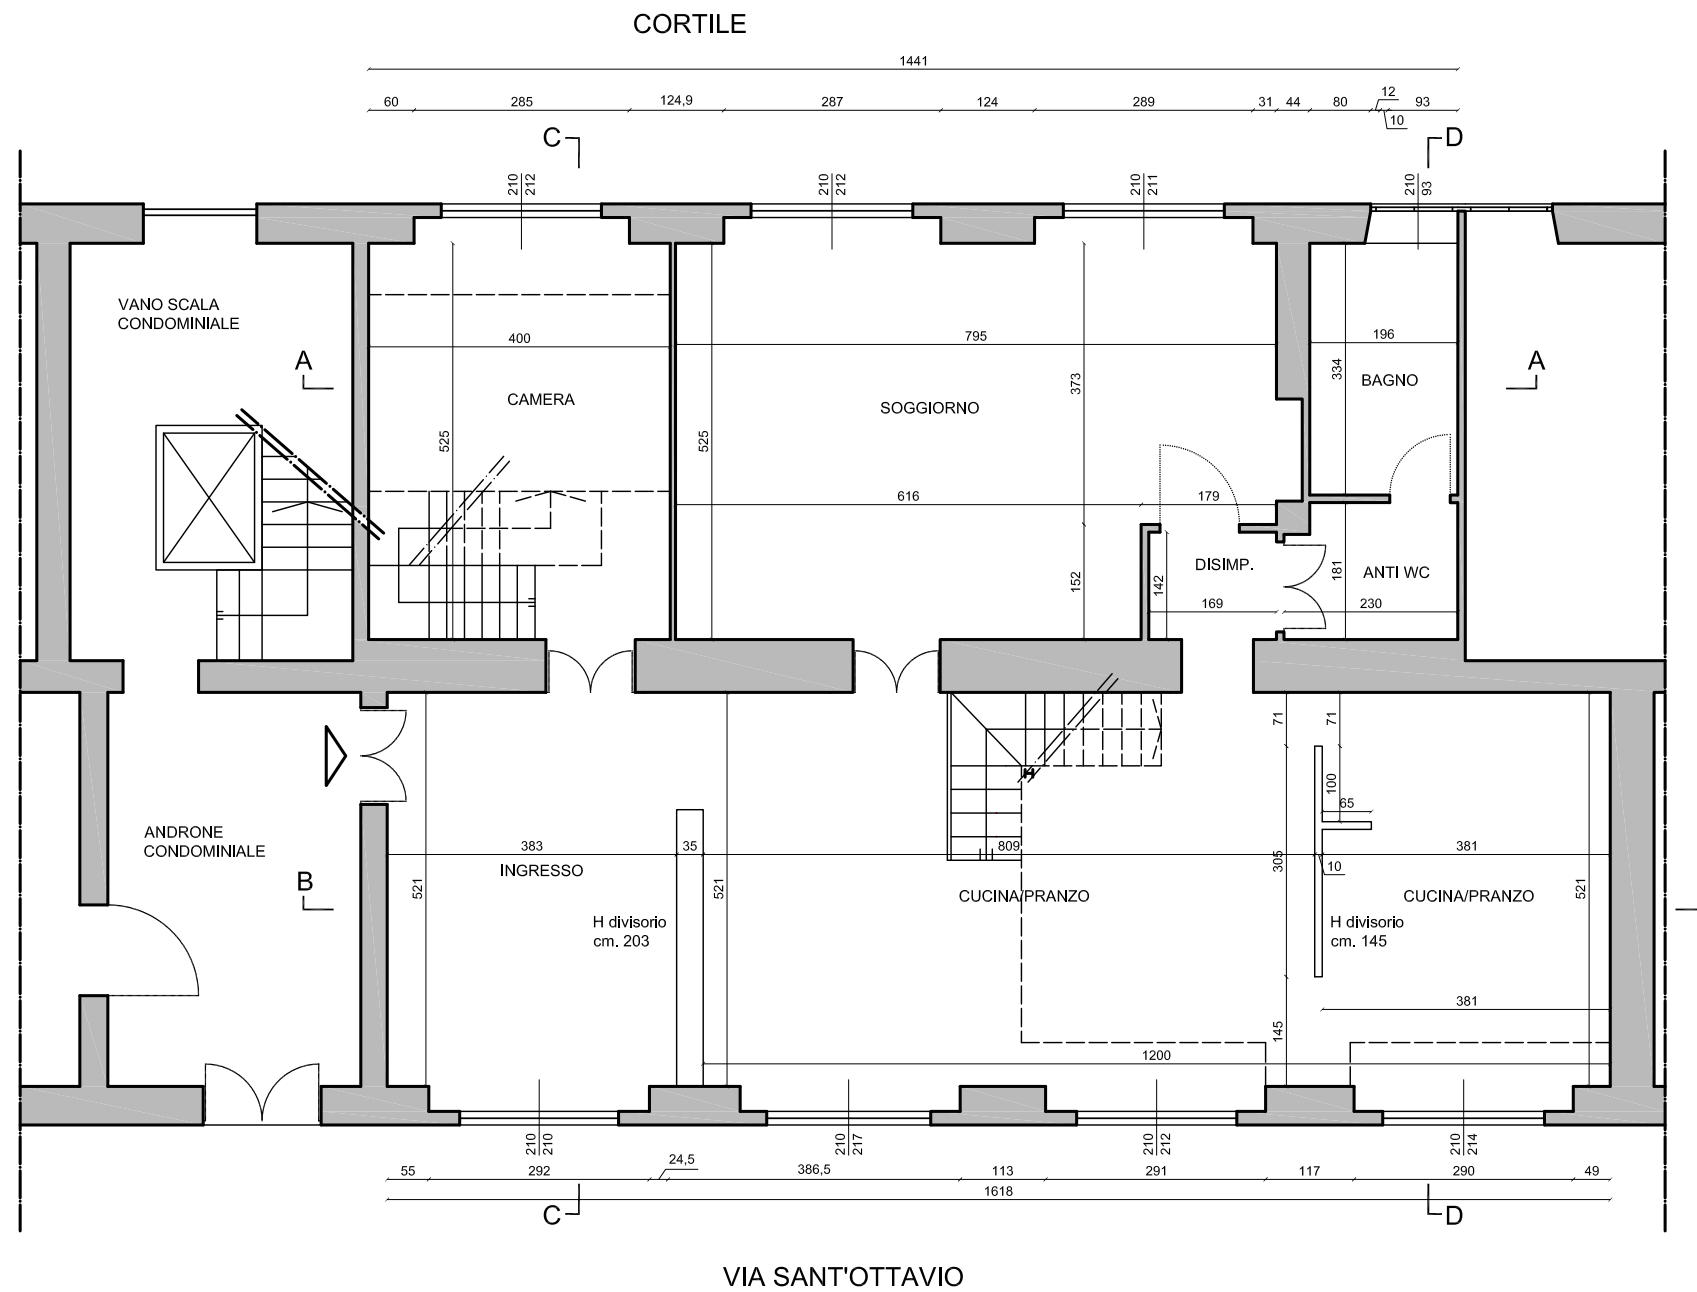 CORTILE
1441
60 285 124,9 287 124 289 31 44 80 12 10 93
C D
210 212
210 212
210 211
210 93
VANO SCALA
CONDOMINIALE
A
A
400
795
196
334
373
CAMERA
SOGGIORNO
BAGNO
525
525
616
179
DISIMP.
ANTI WC
181
152
142
169
230
71
71
100
65
ANDRONE
CONDOMINIALE
383
35
809
305
10
381
INGRESSO
B
521
521
521
CUCINA/PRANZO
CUCINA/PRANZO
H divisorio
cm. 203
H divisorio
cm. 145
381
145
1200
210 210
210 217
210 212
210 214
55 292 24,5 386,5 113 291 117 290 49
1618
C D
VIA SANT'OTTAVIO